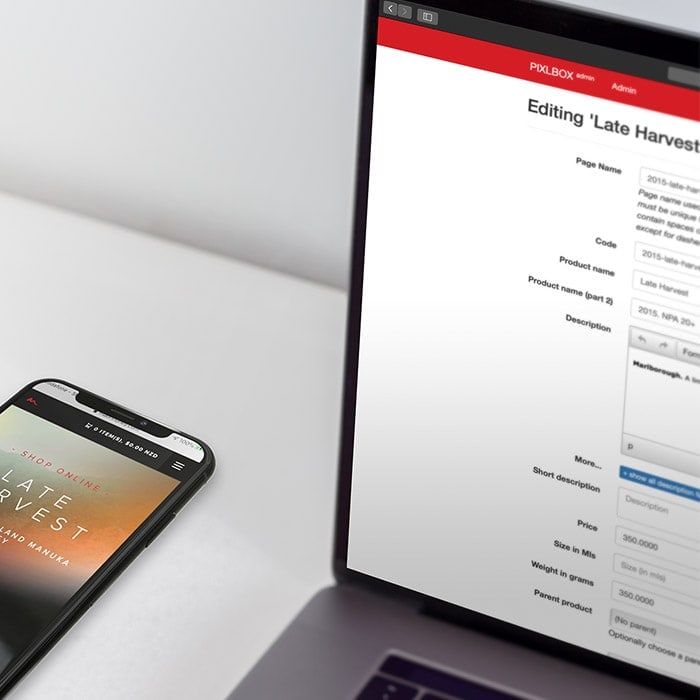 PIXLBOX admin
Admin
Editing 'Late Harvest
Page Name
2015-late-har
Page name used
must be unique
contain spaces o
except for dashe
Code
2015-late-harve
Product name
Late Harvest
Product name (part 2)
2015. NPA 20+
Description
Form
Marlborough. A
p
More...
+ show all description f
Short description
Description
Price
350.0000
Size in Mls
Size (in mls)
Weight in grams
350.0000
Parent product
(No parent)
Optionally choose a pare
100%
0 ITEM(S), $0.00 NZD
· SHOP ONLINE ·
LATE
RVEST
LAND MANUKA
EY